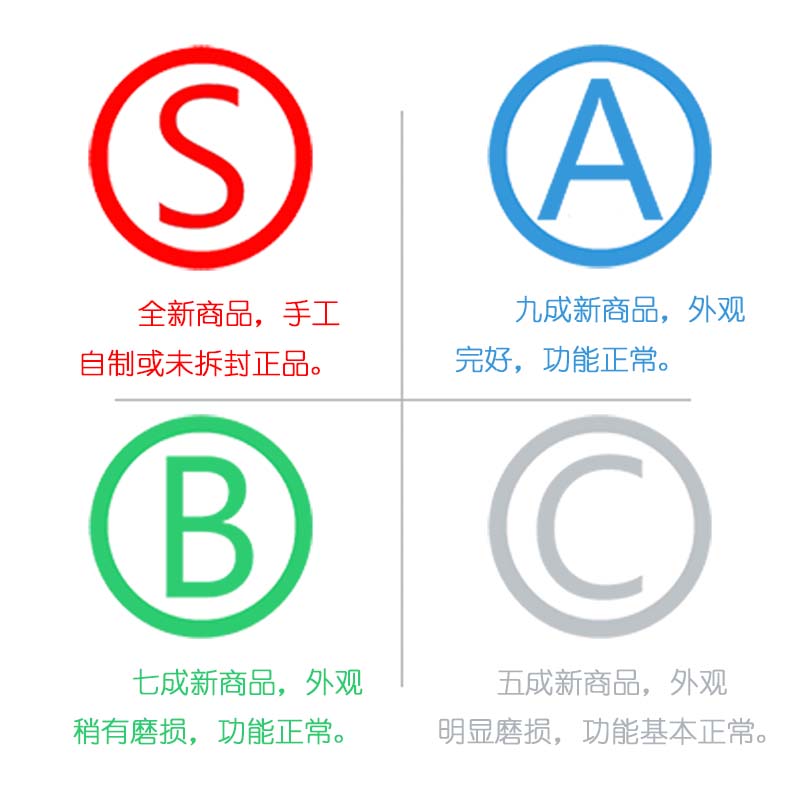 S
全新商品，手工
自制或未拆封正品。
A
九成新商品，外观
完好，功能正常。
B
七成新商品，外观
稍有磨损，功能正常。
C
五成新商品，外观
明显磨损，功能基本正常。